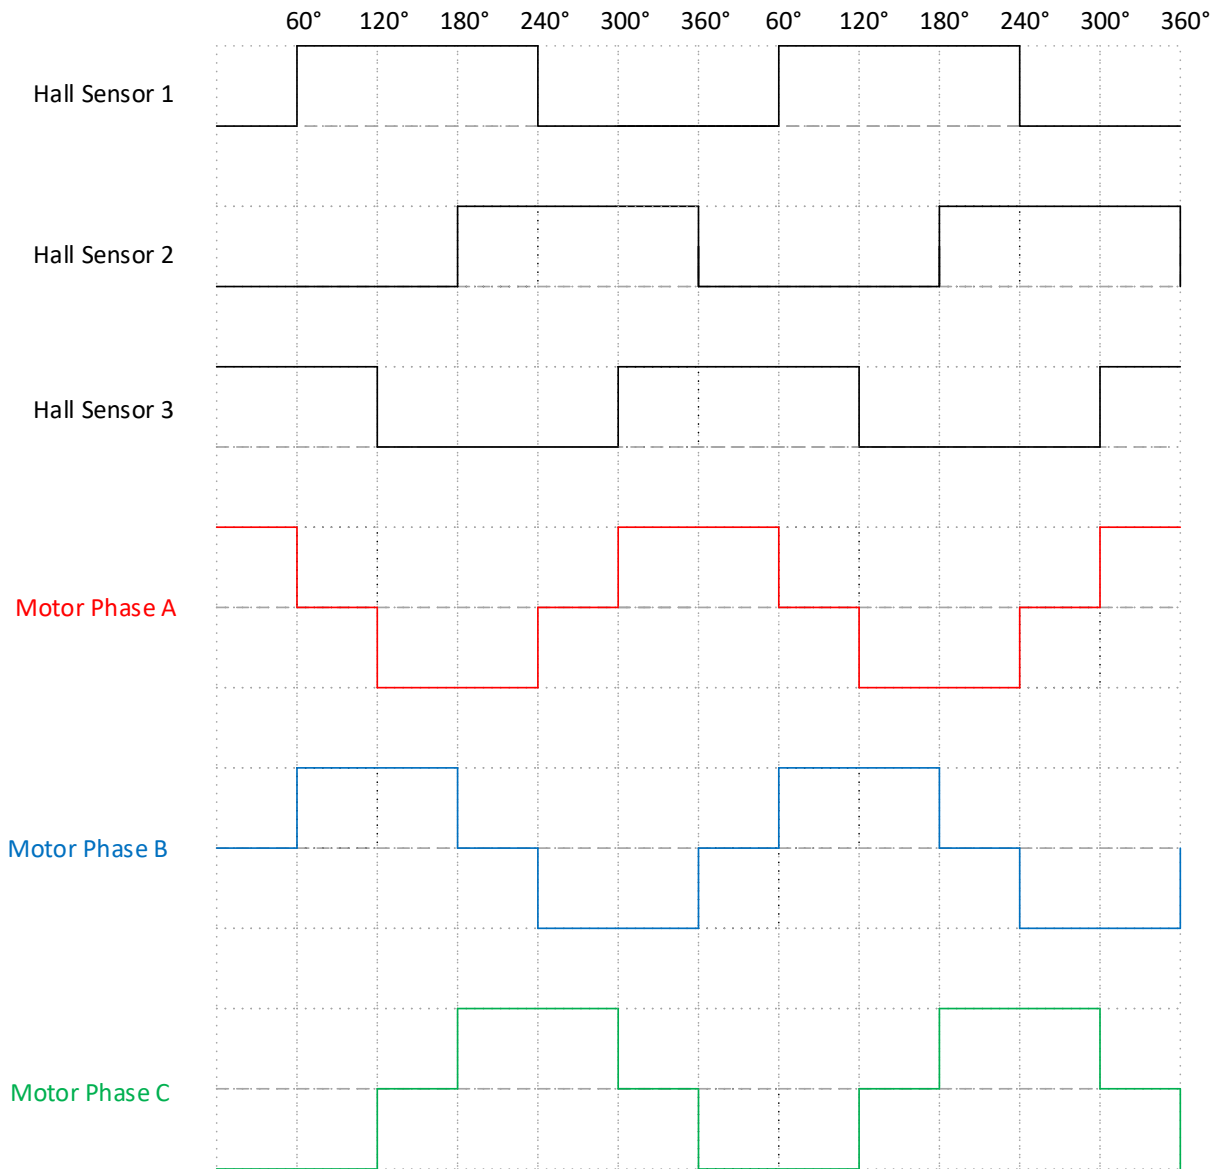 60° 120° 180° 240° 300° 360° 60° 120° 180° 240° 300° 360°
Hall Sensor 1
Hall Sensor 2
Hall Sensor 3
Motor Phase A
Motor Phase B
Motor Phase C